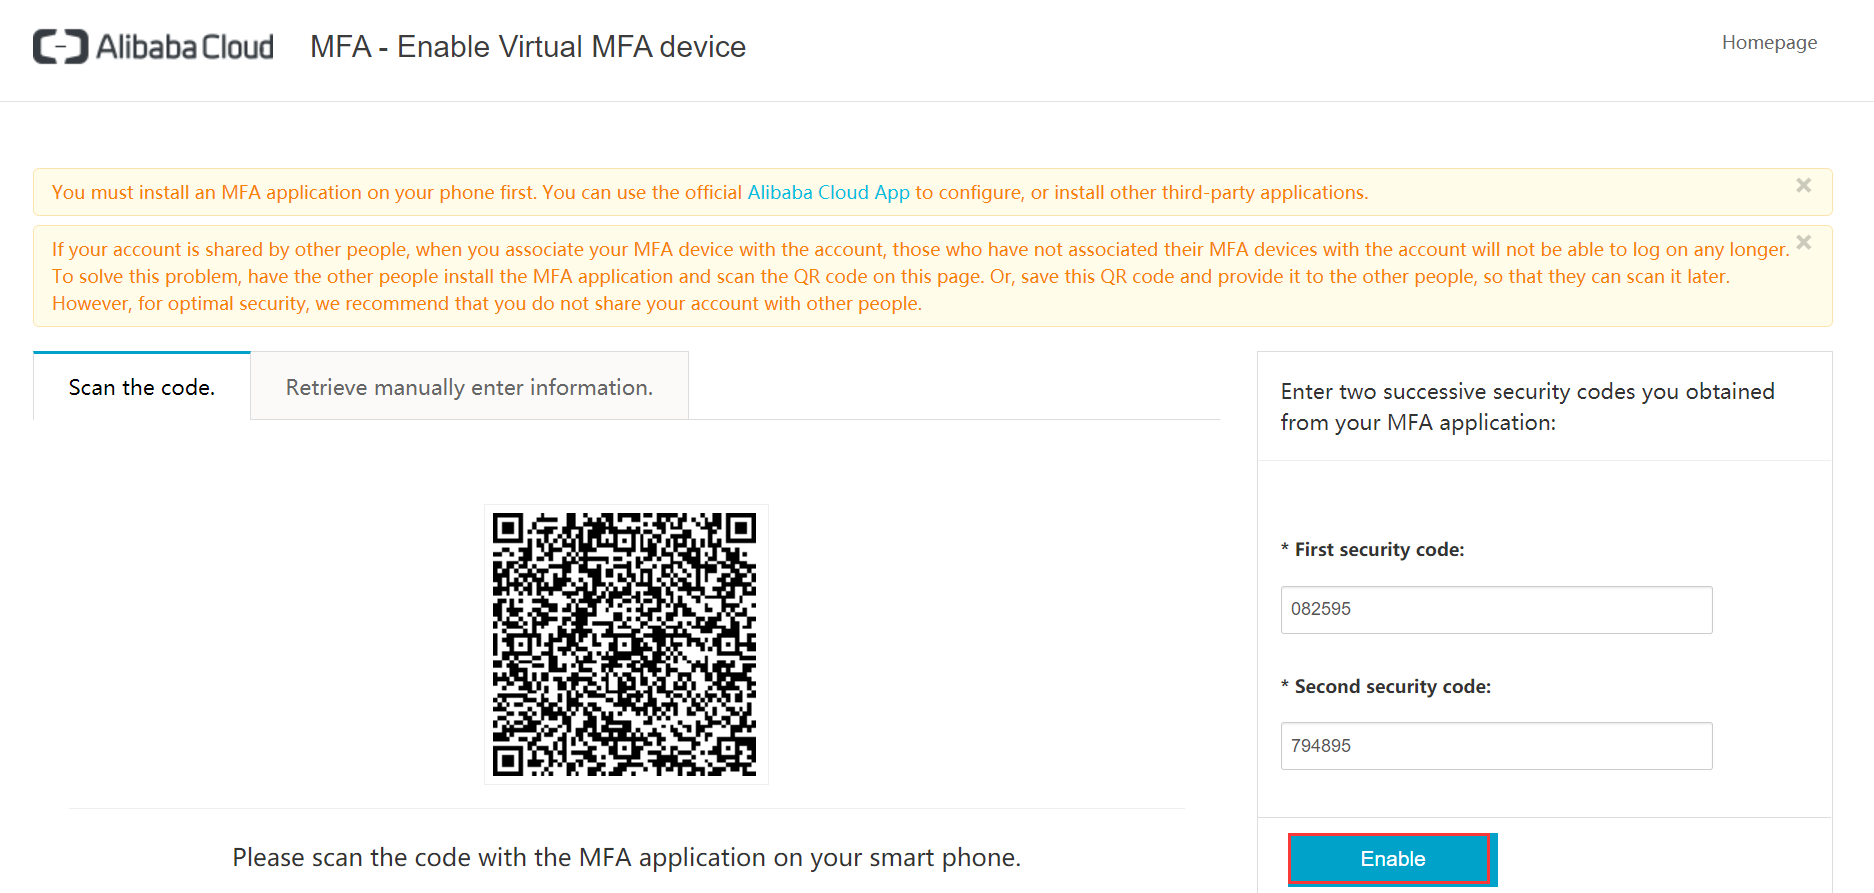 Alibaba Cloud MFA - Enable Virtual MFA device Homepage
You must install an MFA application on your phone first. You can use the official Alibaba Cloud App to configure, or install other third-party applications.
If your account is shared by other people, when you associate your MFA device with the account, those who have not associated their MFA devices with the account will not be able to log on any longer.
To solve this problem, have the other people install the MFA application and scan the QR code on this page. Or, save this QR code and provide it to the other people, so that they can scan it later.
However, for optimal security, we recommend that you do not share your account with other people.
Scan the code. Retrieve manually enter information.
Please scan the code with the MFA application on your smart phone.
Enter two successive security codes you obtained
from your MFA application:
* First security code:
082595
* Second security code:
794895
Enable